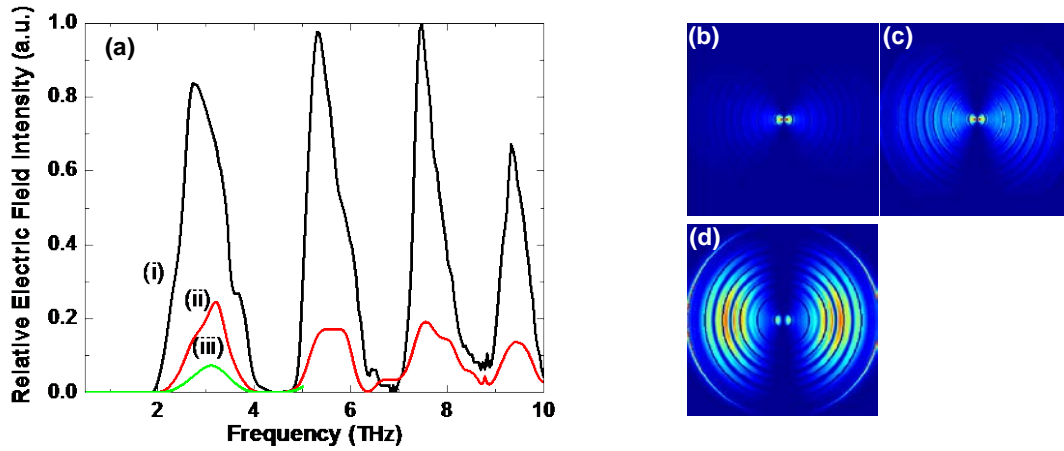 Relative Electric Field Intensity (a.u.)
1.0
0.8
0.6
0.4
0.2
0.0
(a)
(i)
(ii)
(iii)
2
4
6
8
10
Frequency (THz)
(b)
(c)
(d)